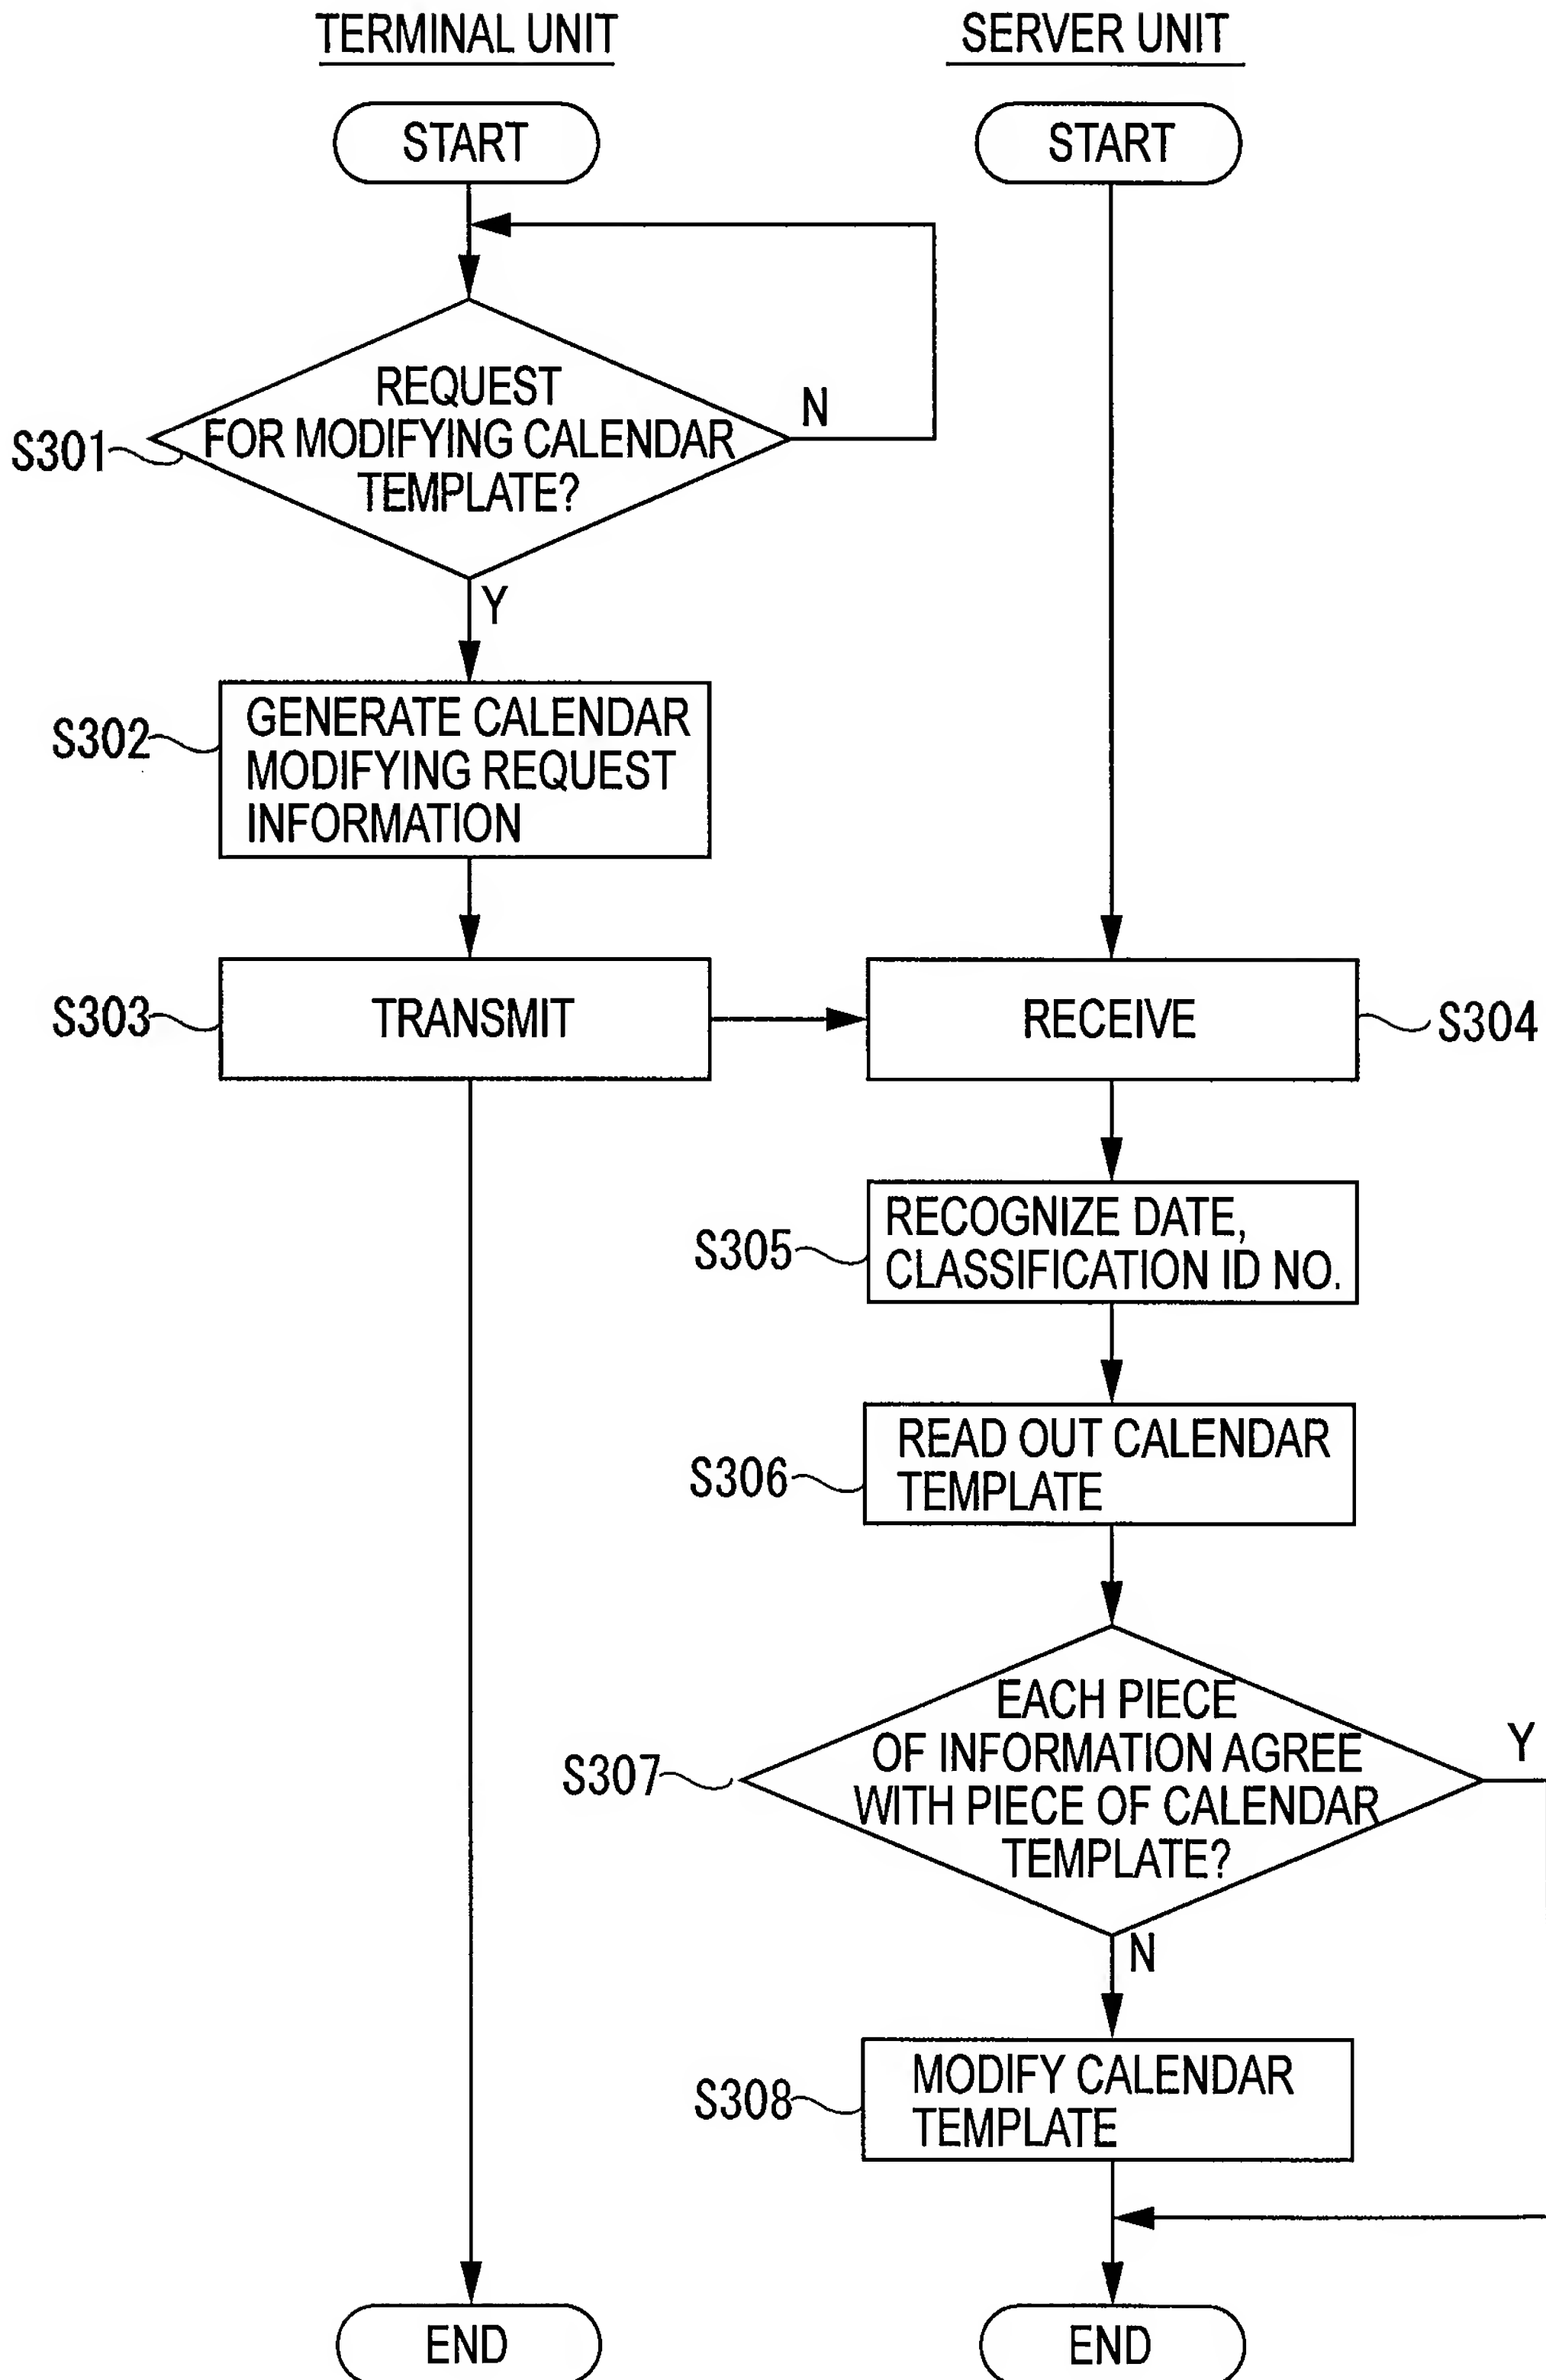 TERMINAL UNIT
SERVER UNIT
START
START
REQUEST
FOR MODIFYING CALENDAR
TEMPLATE?
N
S301
Y
S302
GENERATE CALENDAR
MODIFYING REQUEST
INFORMATION
S303
TRANSMIT
RECEIVE
S304
S305
RECOGNIZE DATE,
CLASSIFICATION ID NO.
S306
READ OUT CALENDAR
TEMPLATE
S307
EACH PIECE
OF INFORMATION AGREE
WITH PIECE OF CALENDAR
TEMPLATE?
Y
N
S308
MODIFY CALENDAR
TEMPLATE
END
END